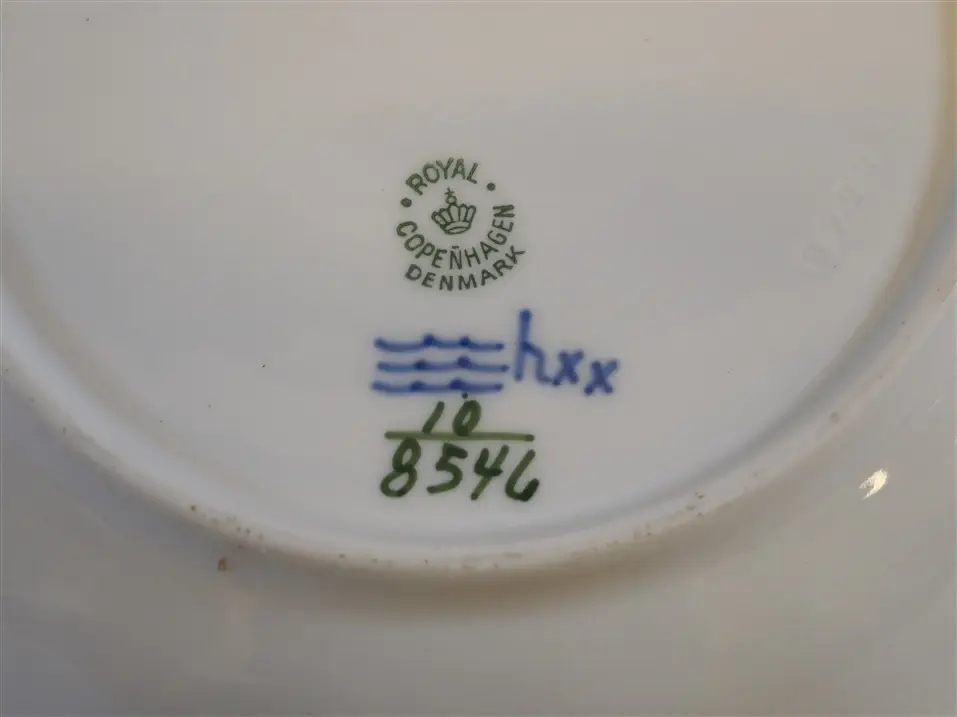 ROYAL
COPENHAGEN
DENMARK
hxx
10
8546